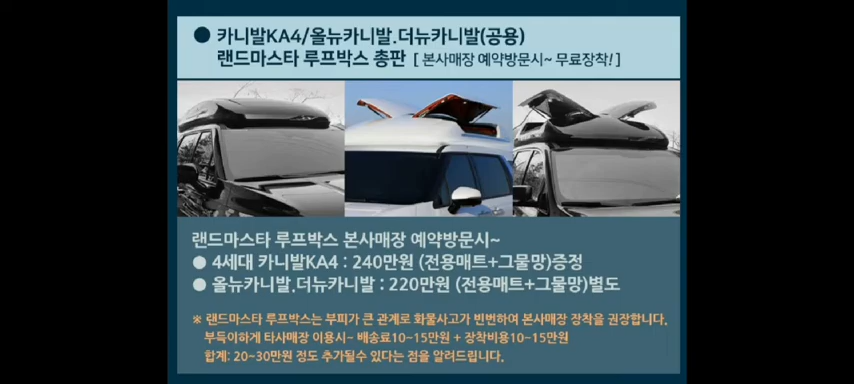 ● 카니발KA4/올뉴카니발.더뉴카니발(공용)
랜드마스타 루프박스 총판 [ 본사매장 예약방문시~ 무료장착! ]
랜드마스타 루프박스 본사매장 예약방문시~
● 4세대 카니발KA4 : 240만원 (전용매트+그물망)증정
● 올뉴카니발.더뉴카니발 : 220만원 (전용매트+그물망)별도
※ 랜드마스타 루프박스는 부피가 큰 관계로 화물사고가 빈번하여 본사매장 장착을 권장합니다.
부득이하게 타사매장 이용시~ 배송료10~15만원 + 장착비용10~15만원
합계: 20~30만원 정도 추가될수 있다는 점을 알려드립니다.